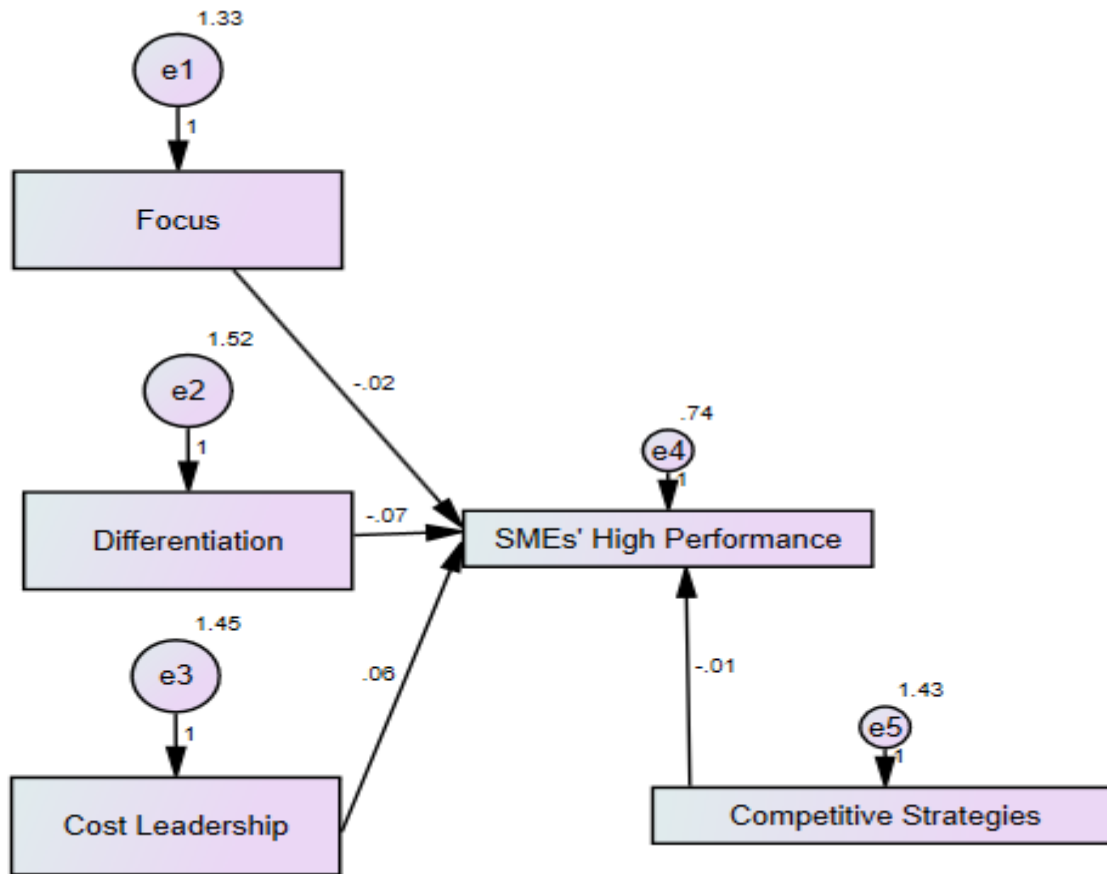 1.33
e1
1
Focus
1.52
e2
1
-.02
Differentiation
-.07
.74
e4
1
SMEs' High Performance
1.45
e3
1
.06
Cost Leadership
-.01
1.43
e5
1
Competitive Strategies